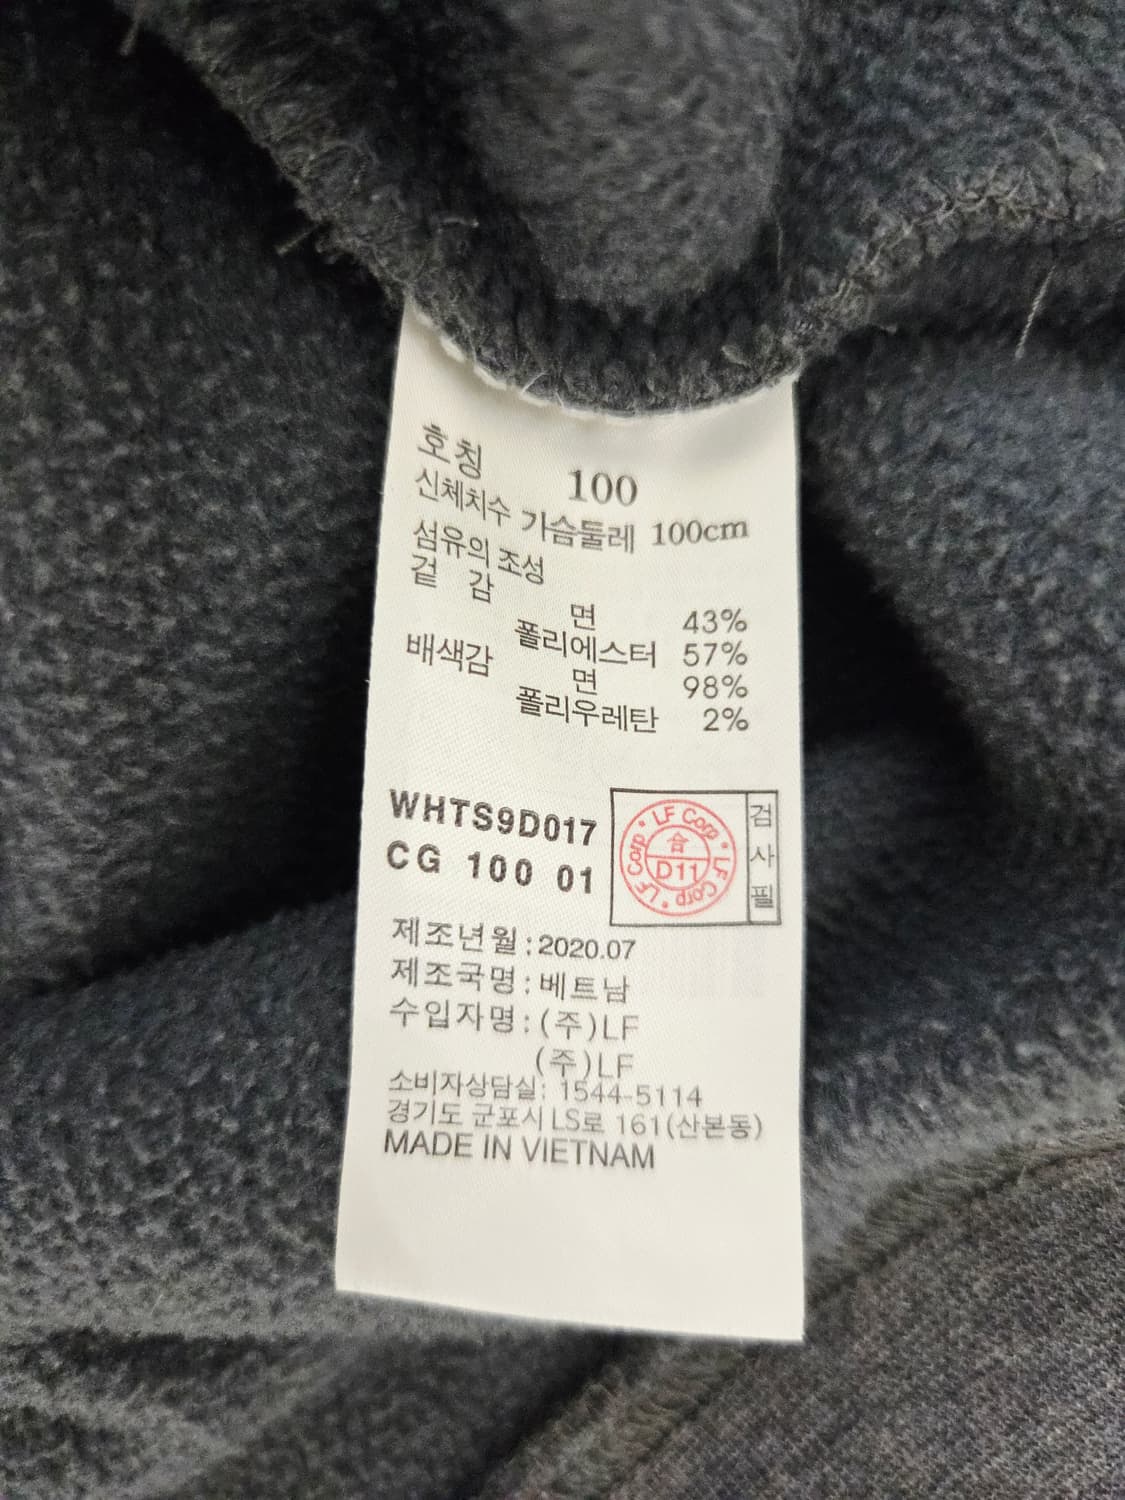 호칭 100
신체치수 가슴둘레 100cm
섬유의 조성
겉 감 면 43%
폴리에스터 57%
배색감 면 98%
폴리우레탄 2%
WHTS9D017
CG 100 01
LF Corp · LF Corp · LF Corp ·
合
D11
검사필
제조년월 : 2020.07
제조국명 : 베트남
수입자명 : (주)LF
(주)LF
소비자상담실: 1544-5114
경기도 군포시 LS로 161(산본동)
MADE IN VIETNAM